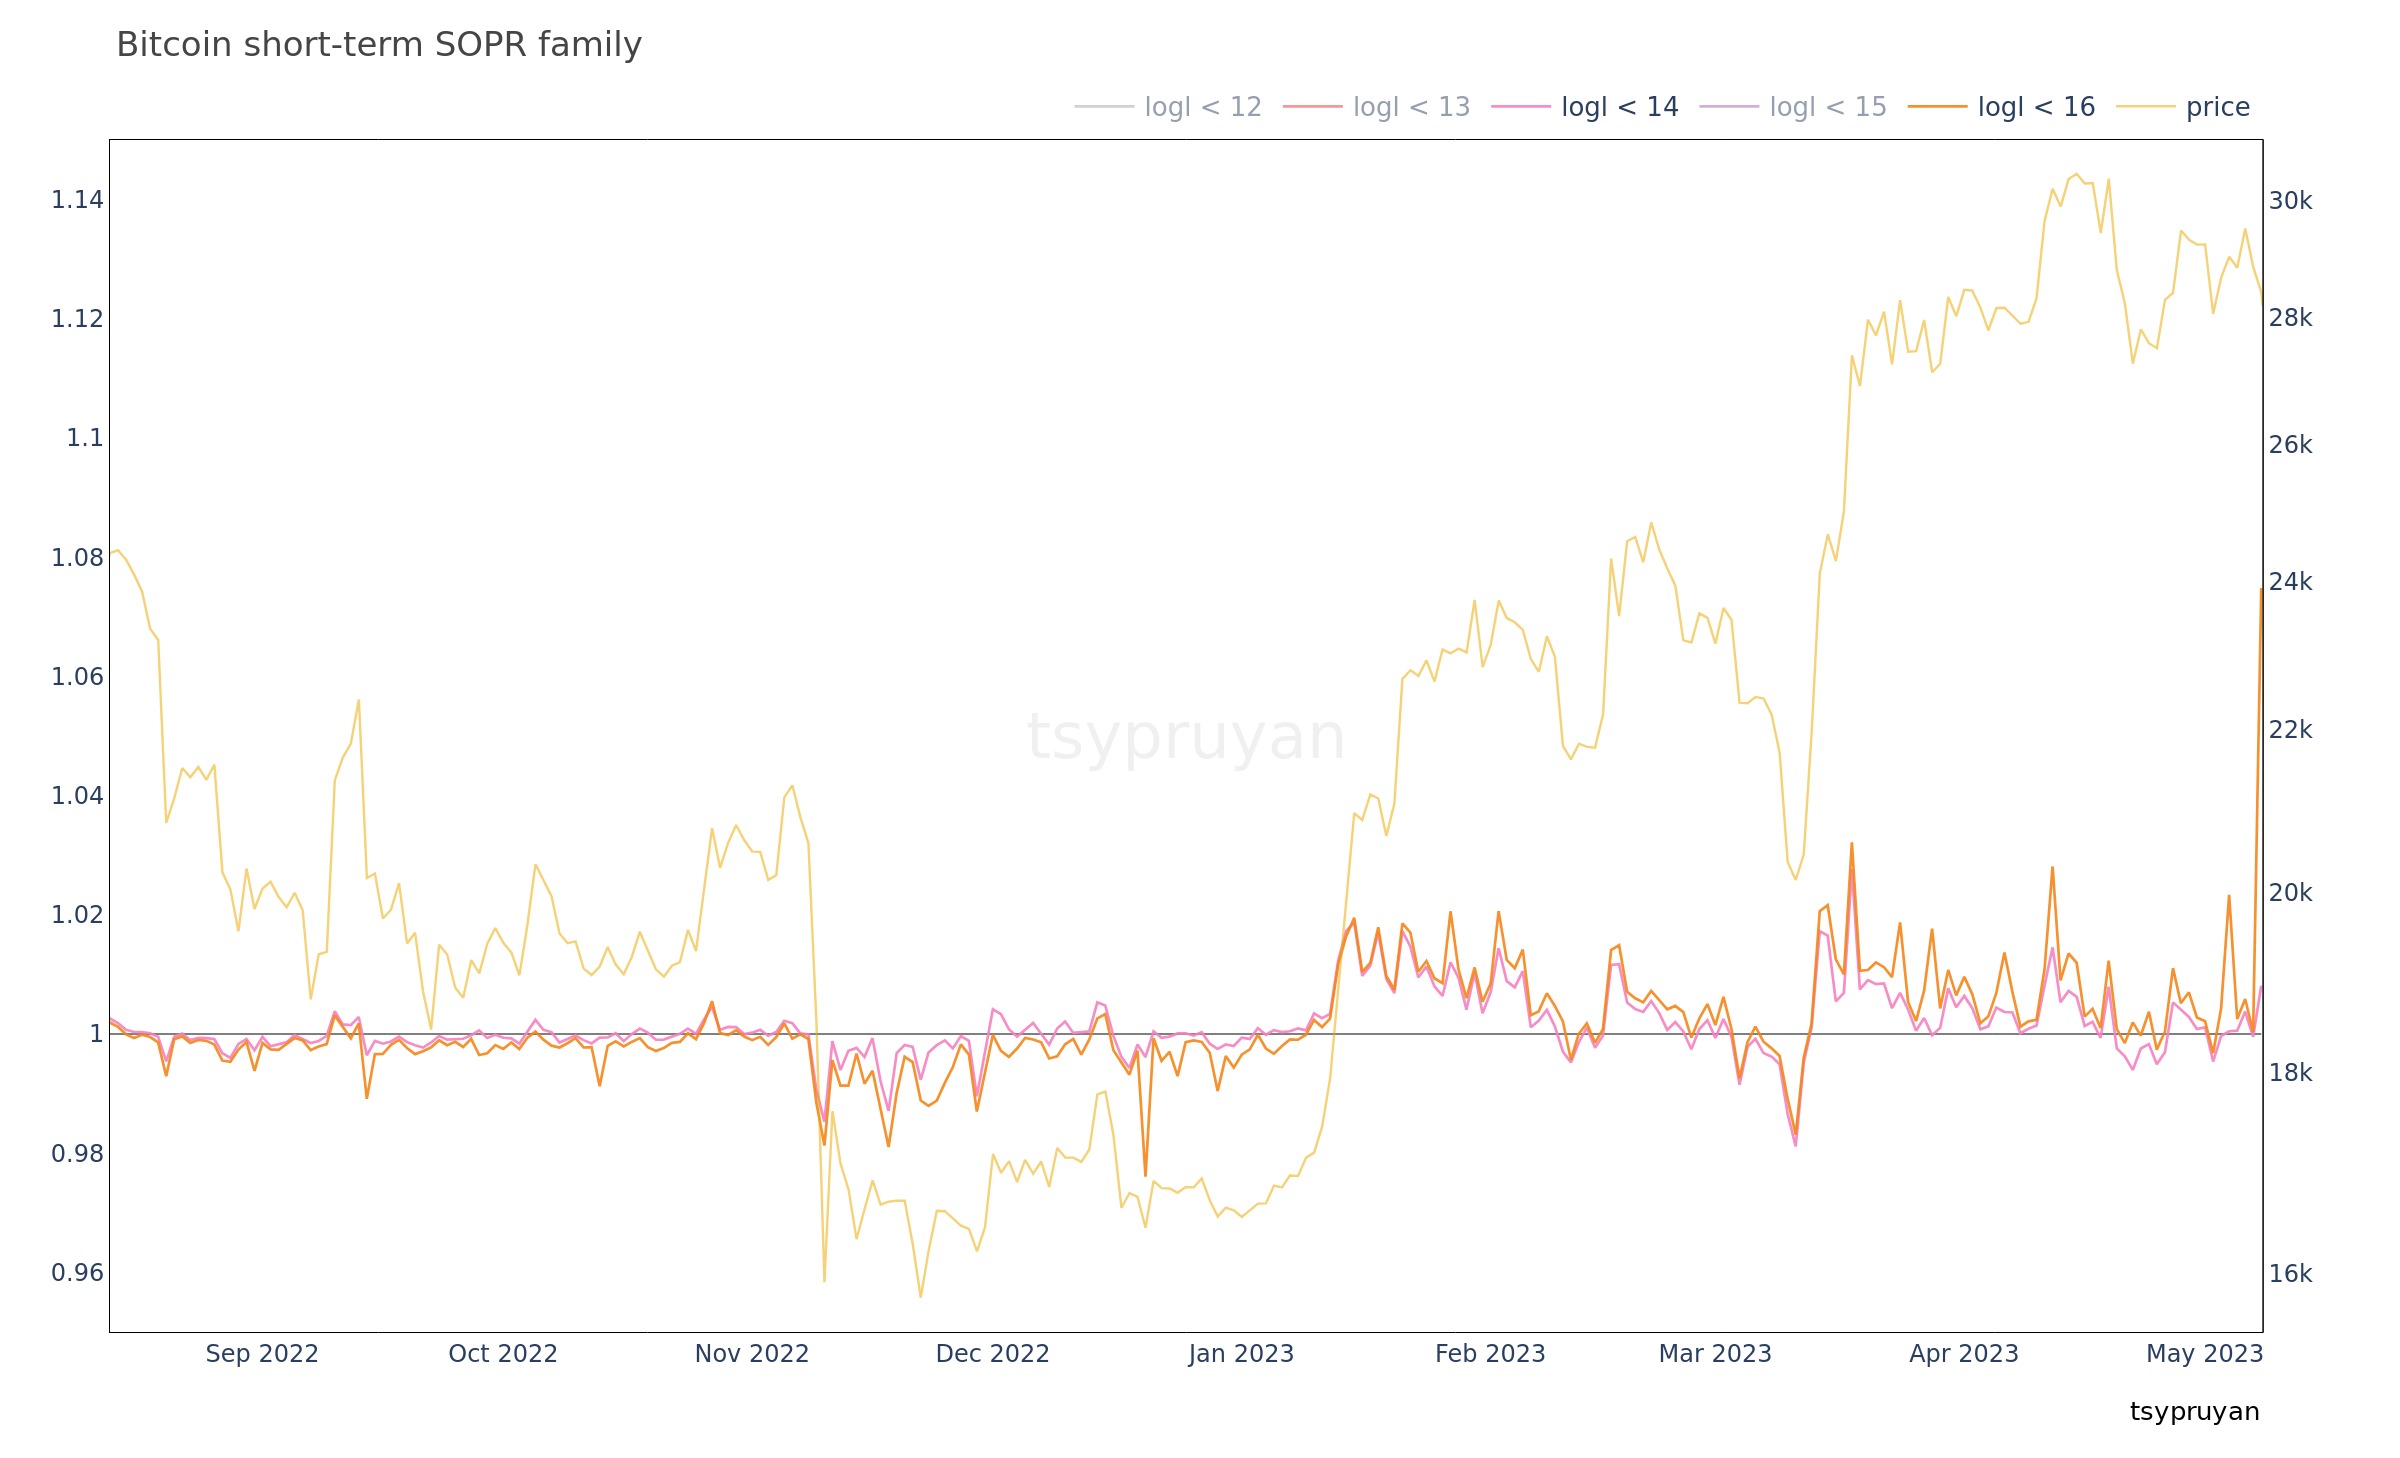 Bitcoin short-term SOPR family
logl < 12 logl < 13 logl < 14 logl < 15 logl < 16 price
1.14 30k
1.12 28k
1.1 26k
1.08 24k
1.06 22k
tsypruyan
1.04
1.02 20k
1 18k
0.98
0.96 16k
Sep 2022 Oct 2022 Nov 2022 Dec 2022 Jan 2023 Feb 2023 Mar 2023 Apr 2023 May 2023
tsypruyan